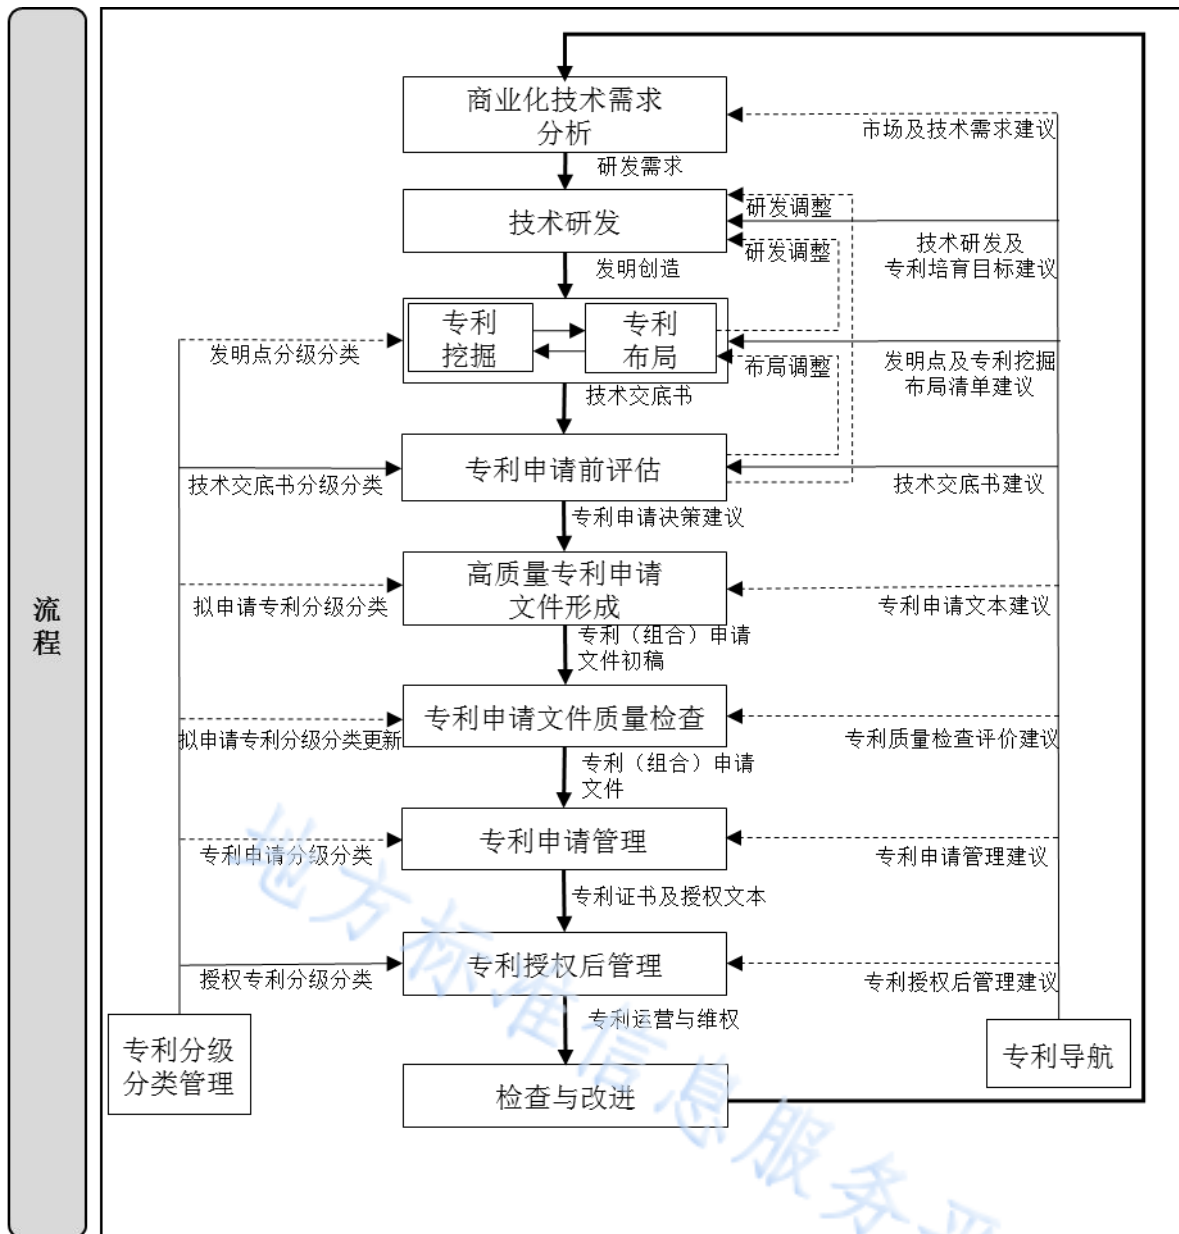 流
程
商业化技术需求
分析
市场及技术需求建议
研发需求
技术研发
研发调整
研发调整
技术研发及
专利培育目标建议
发明创造
专利
挖掘
专利
布局
发明点分级分类
布局调整
发明点及专利挖掘
布局清单建议
技术交底书
专利申请前评估
技术交底书分级分类
技术交底书建议
专利申请决策建议
高质量专利申请
文件形成
拟申请专利分级分类
专利申请文本建议
专利（组合）申请
文件初稿
专利申请文件质量检查
拟申请专利分级分类更新
专利质量检查评价建议
专利（组合）申请
文件
专利申请管理
专利申请分级分类
专利申请管理建议
专利证书及授权文本
专利授权后管理
授权专利分级分类
专利授权后管理建议
专利运营与维权
专利分级
分类管理
专利导航
检查与改进
地方标准信息服务平